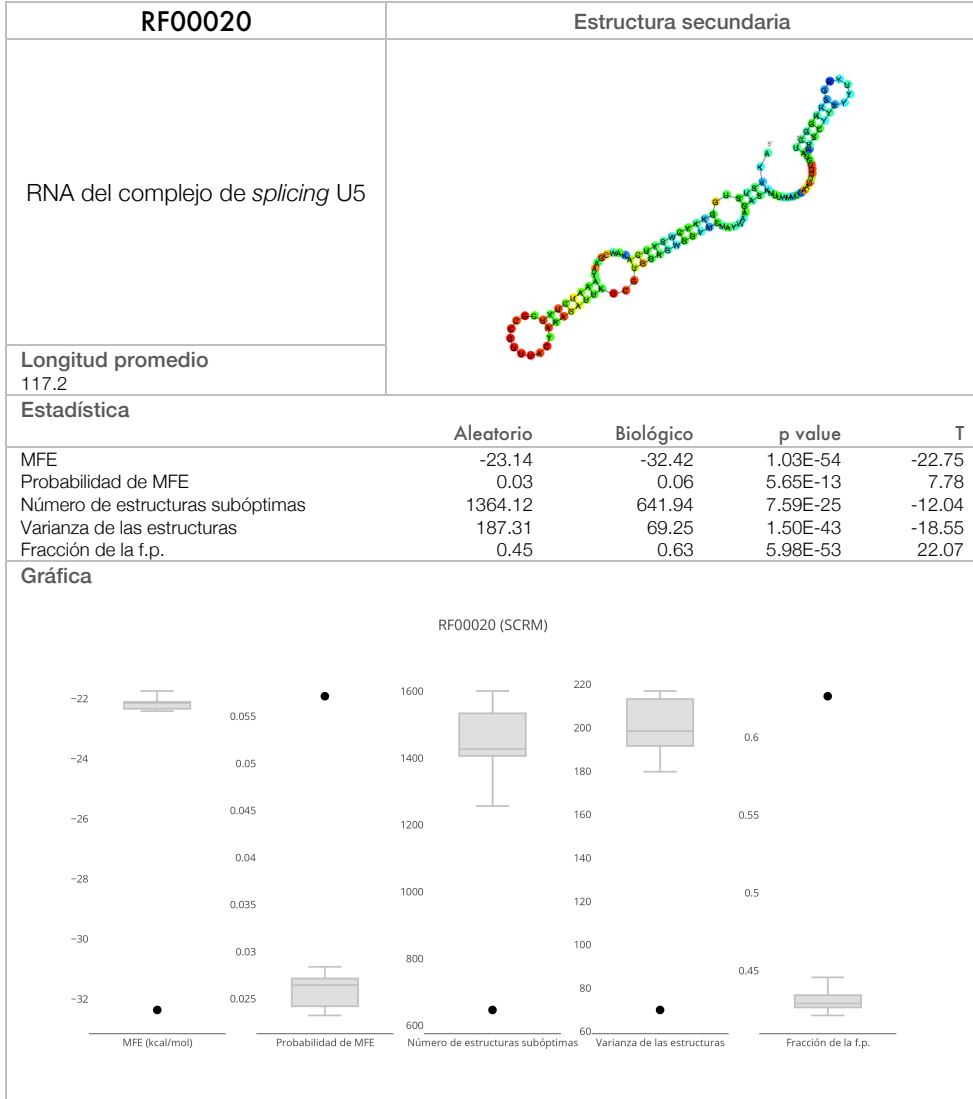 RF00020
Estructura secundaria
RNA del complejo de splicing U5
Longitud promedio
117.2
Estadística
Aleatorio Biológico p value T
MFE -23.14 -32.42 1.03E-54 -22.75
Probabilidad de MFE 0.03 0.06 5.65E-13 7.78
Número de estructuras subóptimas 1364.12 641.94 7.59E-25 -12.04
Varianza de las estructuras 187.31 69.25 1.50E-43 -18.55
Fracción de la f.p. 0.45 0.63 5.98E-53 22.07
Gráfica
RF00020 (SCRM)
−22
−24
−26
−28
−30
−32
MFE (kcal/mol)
0.055
0.05
0.045
0.04
0.035
0.03
0.025
Probabilidad de MFE
1600
1400
1200
1000
800
600
Número de estructuras subóptimas
220
200
180
160
140
120
100
80
60
Varianza de las estructuras
0.6
0.55
0.5
0.45
Fracción de la f.p.